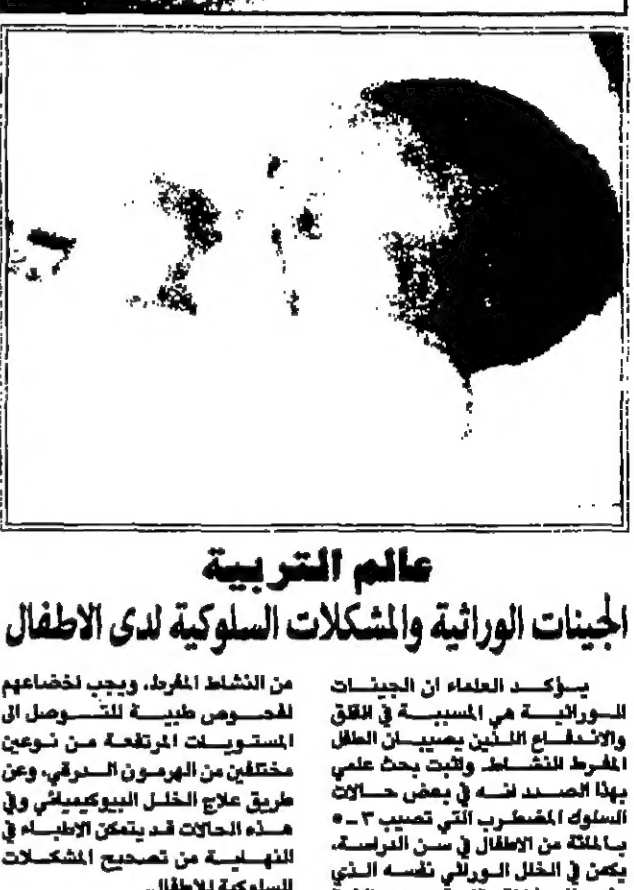 عالم التربية
الجينات الوراثية والمشكلات السلوكية لدى الاطفال
يؤكد العلماء ان الجينات
الوراثية هي المسببة في القلق
والاندفاع اللذين يصيبان الطفل
المفرط النشاط. واثبت بحث علمي
بهذا الصدد انه في بعض حالات
السلوك المضطرب التي تصيب ٣ ــ ٥
بالمائة من الاطفال في سن الدراسة،
يكمن في الخلل الوراثي نفسه الذي
من النشاط المفرط. ويجب اخضاعهم
لفحوص طبية للتوصل الى
المستويات المرتفعة من نوعين
مختلفين من الهرمون الدرقي، وعن
طريق علاج الخلل البيوكيميائي وفي
هذه الحالات قد يتمكن الاطباء في
النهاية من تصحيح المشكلات
السلوكية للاطفال.